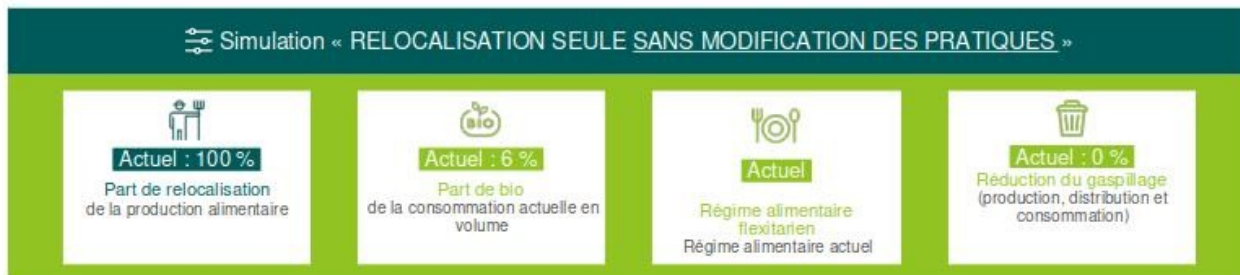 Simulation « RELOCALISATION SEULE SANS MODIFICATION DES PRATIQUES »
Actuel : 100 %
Part de relocalisation
de la production alimentaire
BIO
Actuel : 6 %
Part de bio
de la consommation actuelle en
volume
Actuel
Régime alimentaire
flexitarien
Régime alimentaire actuel
Actuel : 0 %
Réduction du gaspillage
(production, distribution et
consommation)